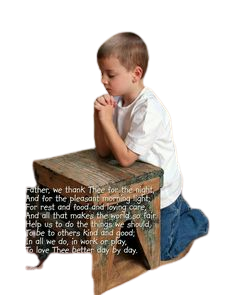 Father, we thank Thee for the night,
And for the pleasant morning light;
For rest and food and loving care,
And all that makes the world so fair.
Help us to do the things we should,
To be to others kind and good;
In all we do, in work or play,
To love Thee better day by day.